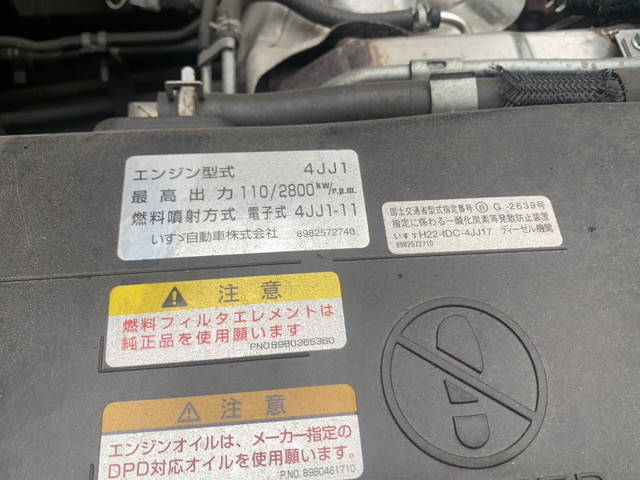 エンジン型式 4JJ1
最高出力 110/2800kw/r.p.m.
燃料噴射方式 電子式 4JJ1-11
いすゞ自動車株式会社 8982572740
国土交通省型式指定番号 G.-2639号
指定に係わる一酸化炭素等発散防止装置
いすゞH22-IDC-4JJ17 ディーゼル機関
8982572710
注意
燃料フィルタエレメントは
純正品を使用願います
P.NO.8980365360
注意
エンジンオイルは、メーカー指定の
DPD対応オイルを使用願います。
P.NO. 8980461710